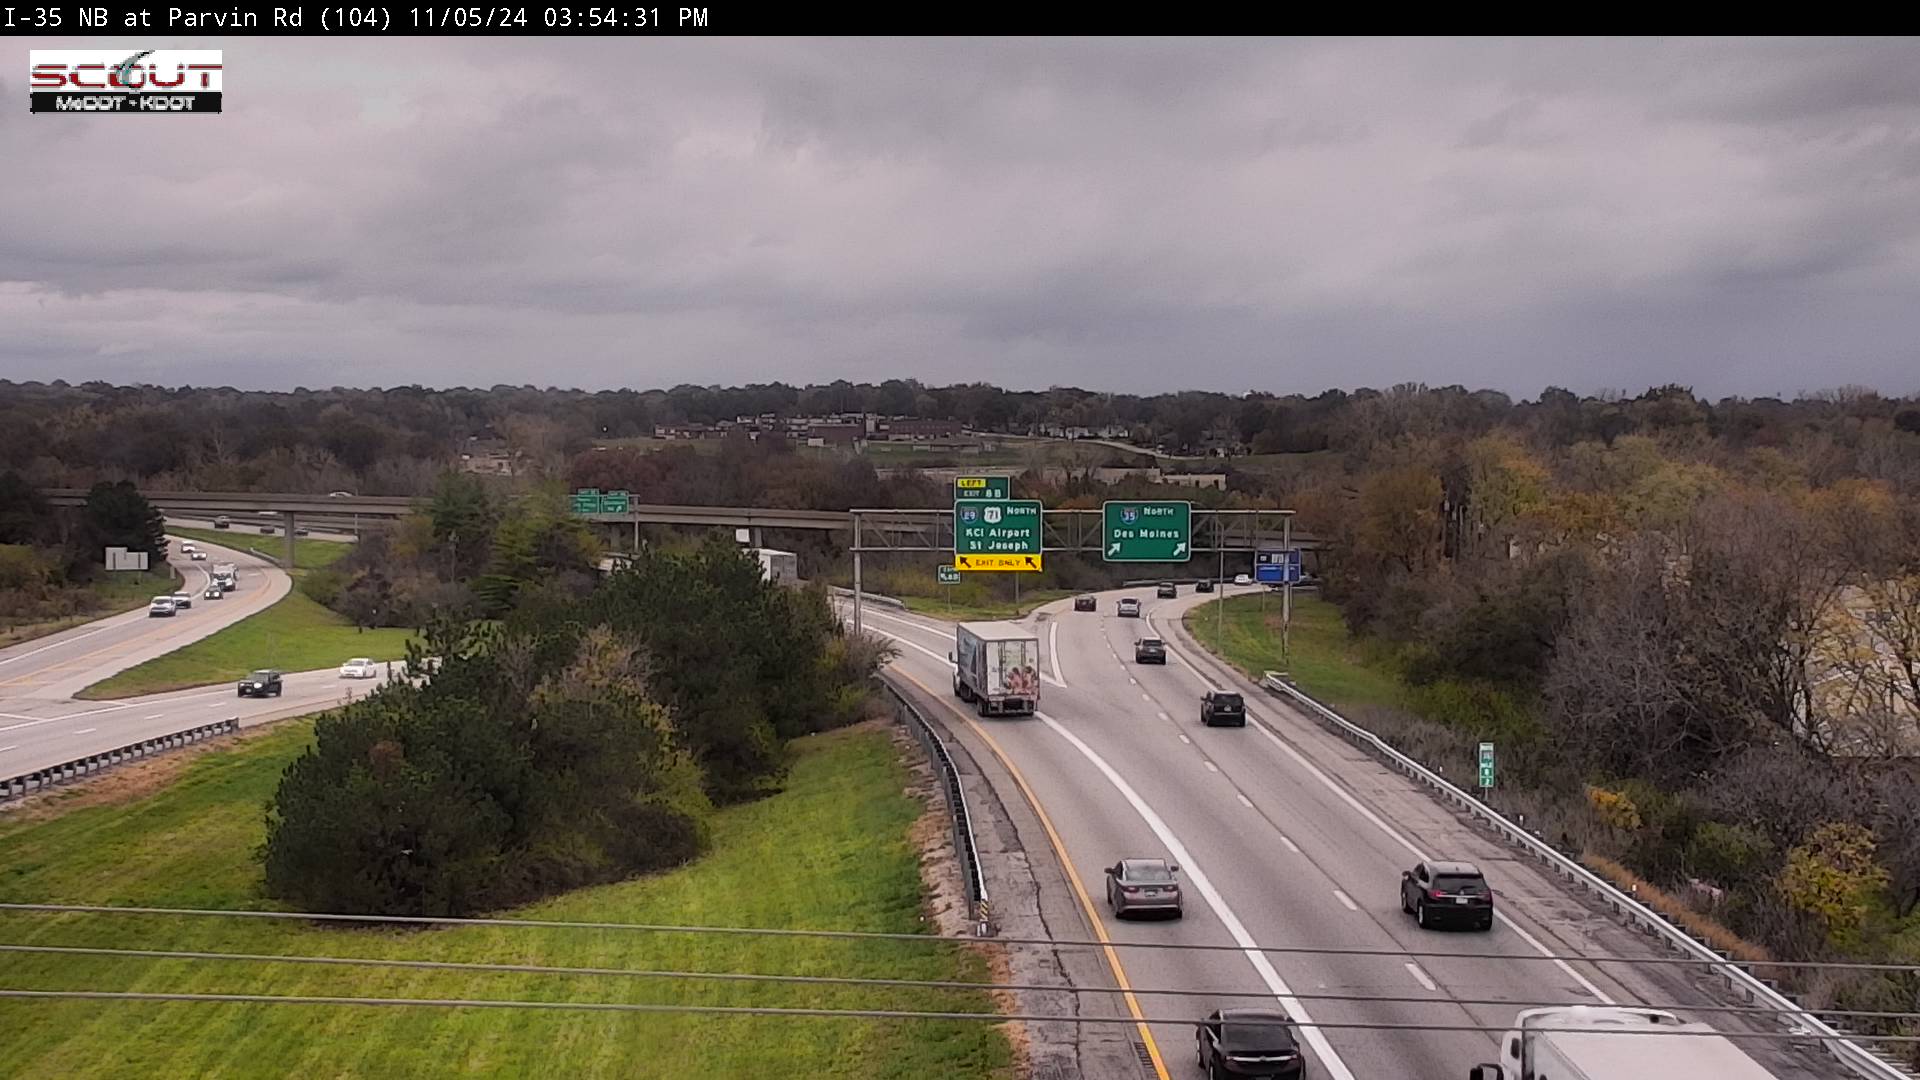 I-35 NB at Parvin Rd (104) 11/05/24 03:54:31 PM
SCOUT
MoDOT - KDOT
LEFT
EXIT 8B
29 71 NORTH
KCI Airport
St Joseph
EXIT ONLY
35 NORTH
Des Moines